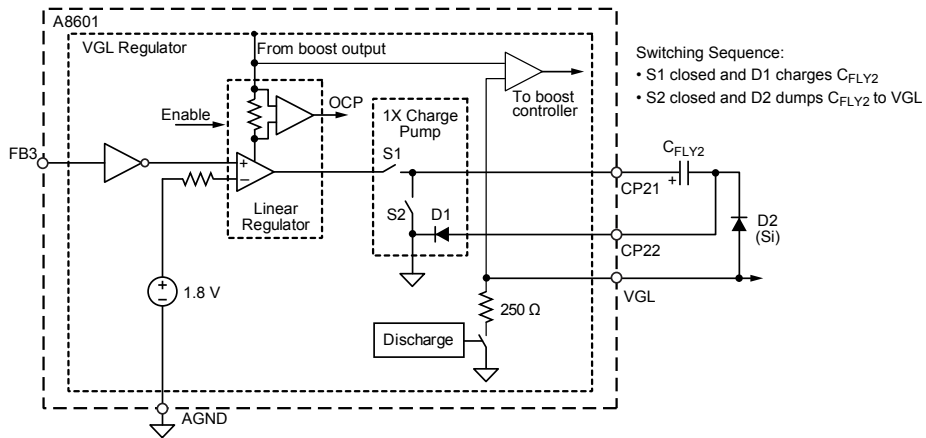 A8601
VGL Regulator
From boost output
Switching Sequence:
• S1 closed and D1 charges CFLY2
• S2 closed and D2 dumps CFLY2 to VGL
Enable
OCP
To boost
controller
1X Charge
Pump
FB3
+
–
S1
CFLY2
+
CP21
Linear
Regulator
S2
D1
D2
(Si)
CP22
+
–
1.8 V
VGL
250 Ω
Discharge
AGND